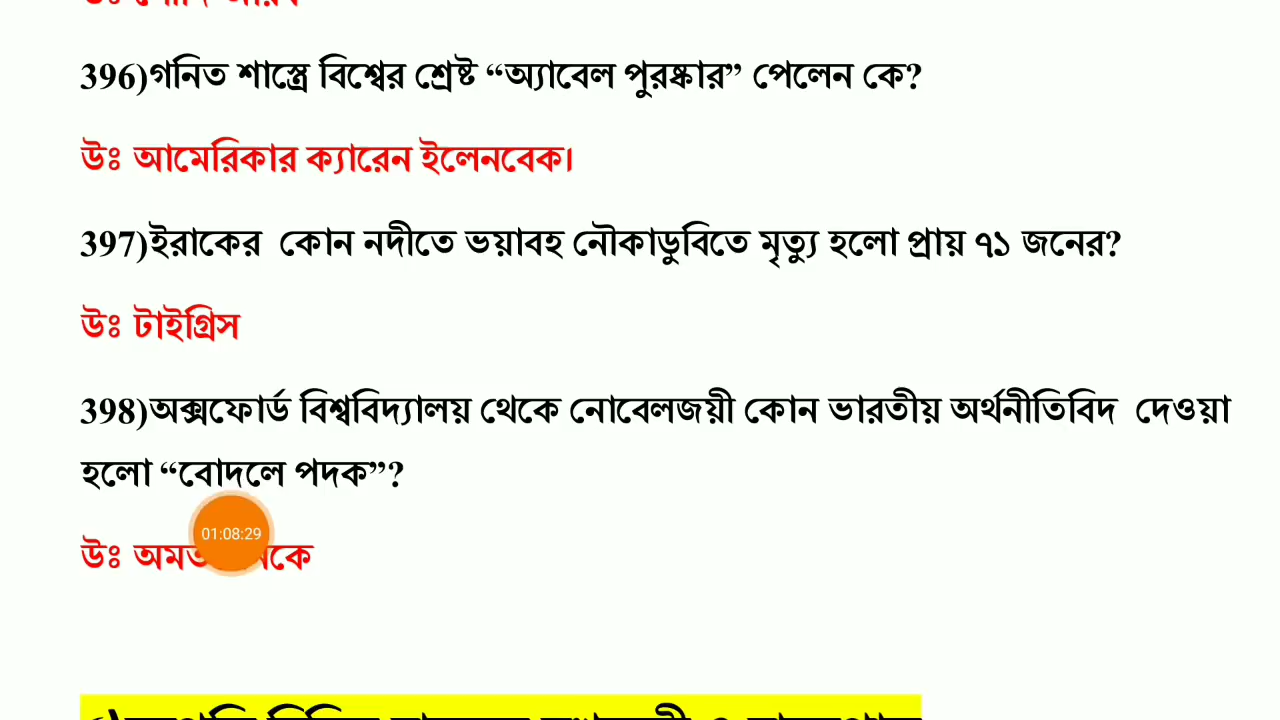 396)গনিত শাস্ত্রে বিশ্বের শ্রেষ্ট “অ্যাবেল পুরষ্কার” পেলেন কে?
উঃ আমেরিকার ক্যারেন ইলেনবেক।
397)ইরাকের কোন নদীতে ভয়াবহ নৌকাডুবিতে মৃত্যু হলো প্রায় ৭১ জনের?
উঃ টাইগ্রিস
398)অক্সফোর্ড বিশ্ববিদ্যালয় থেকে নোবেলজয়ী কোন ভারতীয় অর্থনীতিবিদ দেওয়া
হলো “বোদলে পদক”?
01:08:29
উঃ